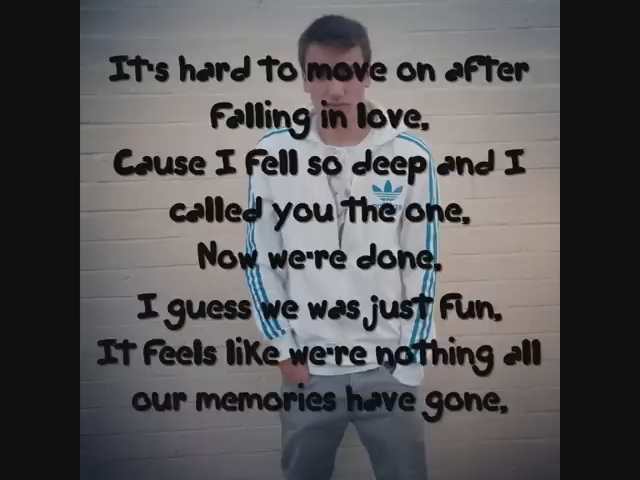 It's hard to move on after
Falling in love,
Cause I fell so deep and I
called you the one,
Now we're done,
I guess we was just fun,
It feels like we're nothing all
our memories have gone,